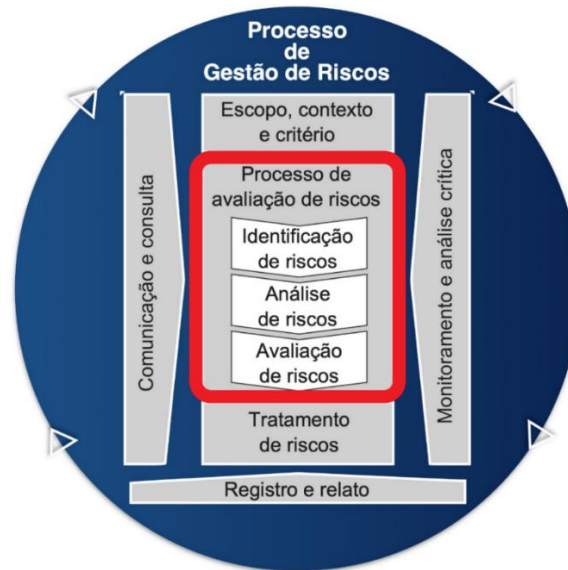 Processo
de
Gestão de Riscos
Escopo, contexto
e critério
Processo de
avaliação de riscos
Identificação
de riscos
Análise
de riscos
Avaliação
de riscos
Tratamento
de riscos
Comunicação e consulta
Monitoramento e análise crítica
Registro e relato